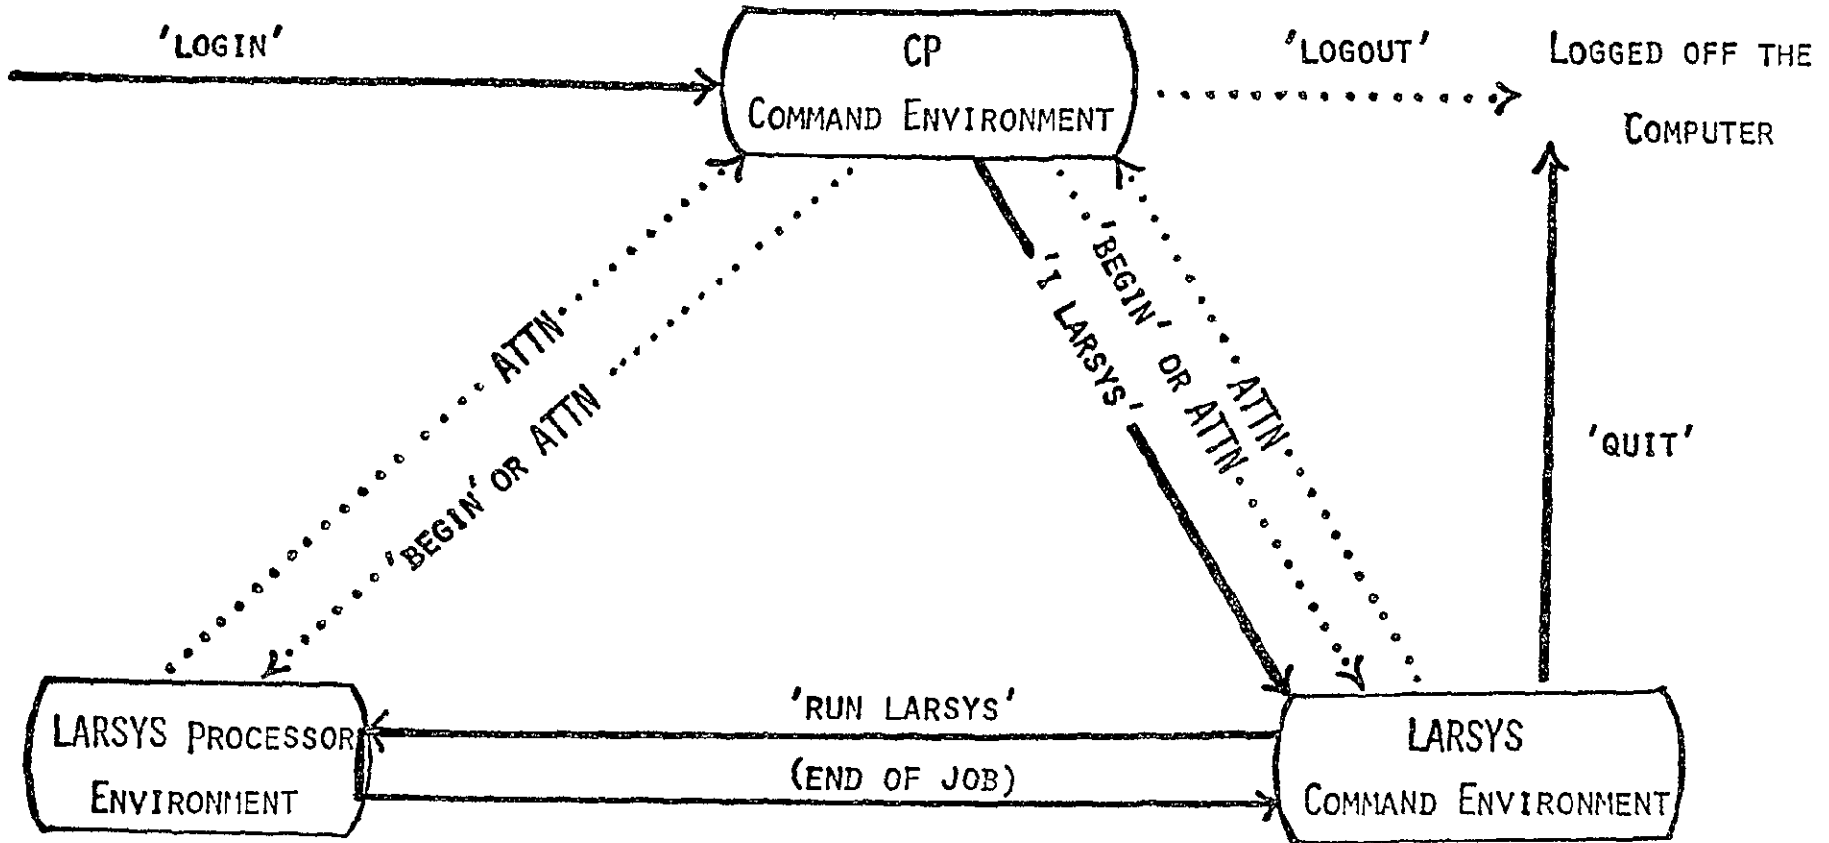 'LOGIN'
CP
COMMAND ENVIRONMENT
'LOGOUT'
LOGGED OFF THE
COMPUTER
ATTN
'BEGIN' OR ATTN
'I LARSYS'
'BEGIN' OR ATTN
ATTN
'QUIT'
LARSYS PROCESSOR
ENVIRONMENT
'RUN LARSYS'
(END OF JOB)
LARSYS
COMMAND ENVIRONMENT